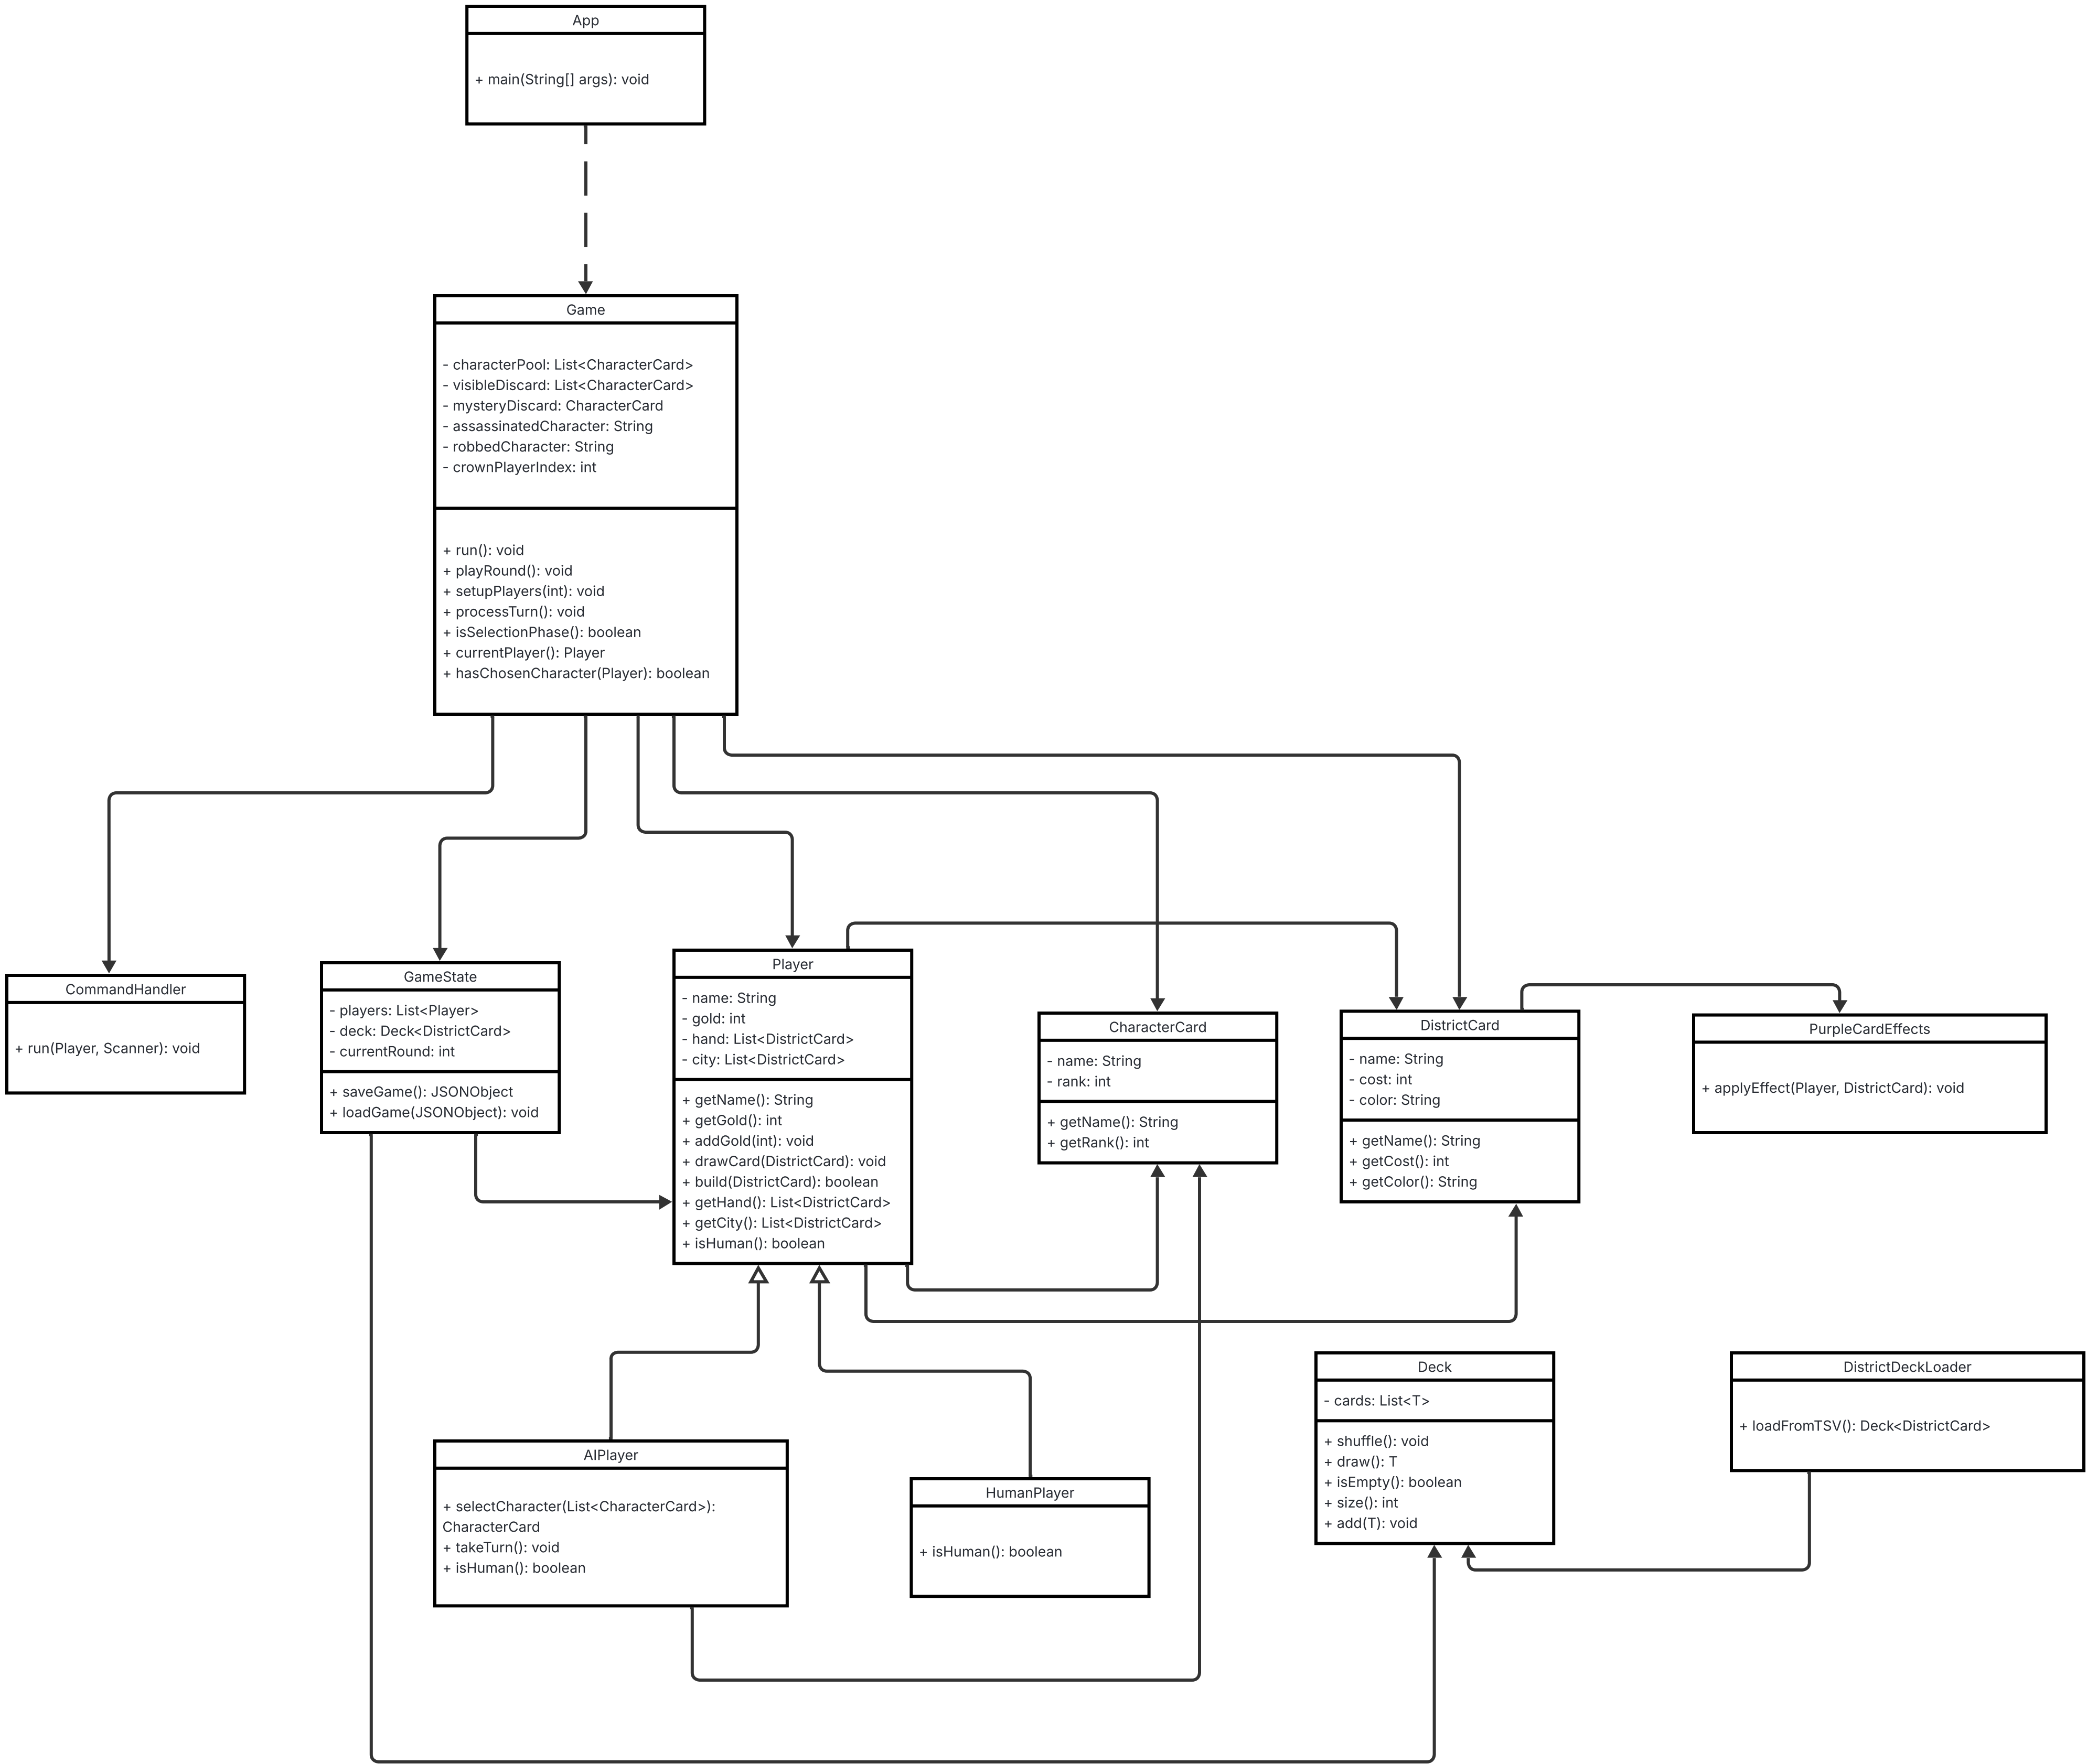 App
+ main(String[] args): void
Game
- characterPool: List<CharacterCard>
- visibleDiscard: List<CharacterCard>
- mysteryDiscard: CharacterCard
- assassinatedCharacter: String
- robbedCharacter: String
- crownPlayerIndex: int
+ run(): void
+ playRound(): void
+ setupPlayers(int): void
+ processTurn(): void
+ isSelectionPhase(): boolean
+ currentPlayer(): Player
+ hasChosenCharacter(Player): boolean
CommandHandler
+ run(Player, Scanner): void
GameState
- players: List<Player>
- deck: Deck<DistrictCard>
- currentRound: int
+ saveGame(): JSONObject
+ loadGame(JSONObject): void
Player
- name: String
- gold: int
- hand: List<DistrictCard>
- city: List<DistrictCard>
+ getName(): String
+ getGold(): int
+ addGold(int): void
+ drawCard(DistrictCard): void
+ build(DistrictCard): boolean
+ getHand(): List<DistrictCard>
+ getCity(): List<DistrictCard>
+ isHuman(): boolean
CharacterCard
- name: String
- rank: int
+ getName(): String
+ getRank(): int
DistrictCard
- name: String
- cost: int
- color: String
+ getName(): String
+ getCost(): int
+ getColor(): String
PurpleCardEffects
+ applyEffect(Player, DistrictCard): void
AIPlayer
+ selectCharacter(List<CharacterCard>):
CharacterCard
+ takeTurn(): void
+ isHuman(): boolean
HumanPlayer
+ isHuman(): boolean
Deck
- cards: List<T>
+ shuffle(): void
+ draw(): T
+ isEmpty(): boolean
+ size(): int
+ add(T): void
DistrictDeckLoader
+ loadFromTSV(): Deck<DistrictCard>